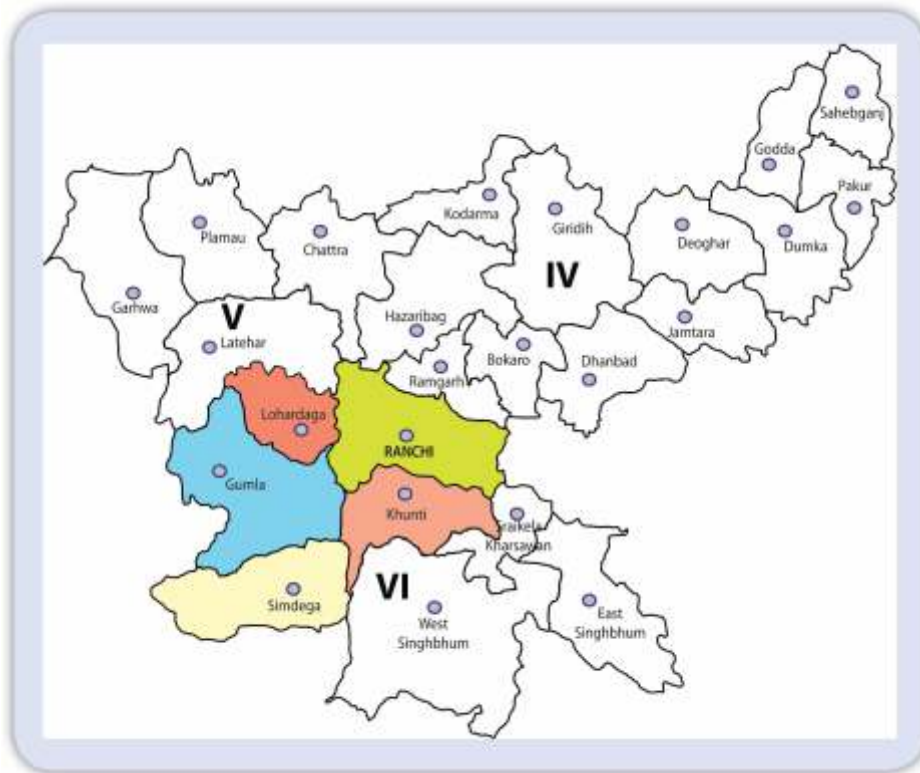 Sahebganj
Godda
Pakur
Kodarma
Giridih
Plamau
Deoghar
Dumka
Chattra
IV
Garhwa
V
Hazaribag
Jamtara
Latehar
Bokaro
Dhanbad
Ramgarh
Lohardaga
RANCHI
Gumla
Khunti
Sraikela
Kharsawan
VI
Simdega
West
Singhbhum
East
Singhbhum